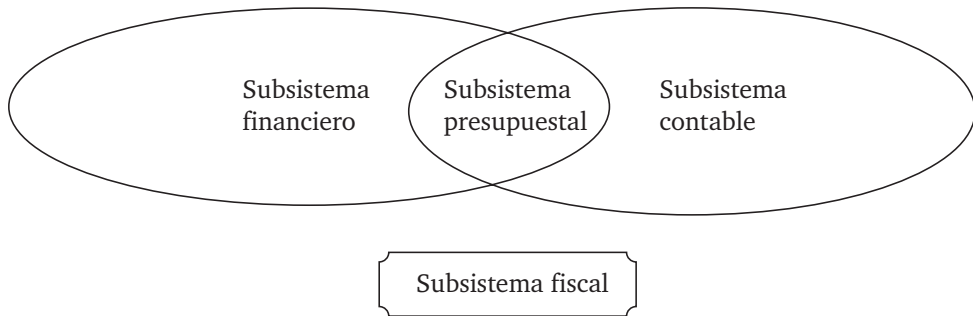 Subsistema
financiero
Subsistema
presupuestal
Subsistema
contable
Subsistema fiscal